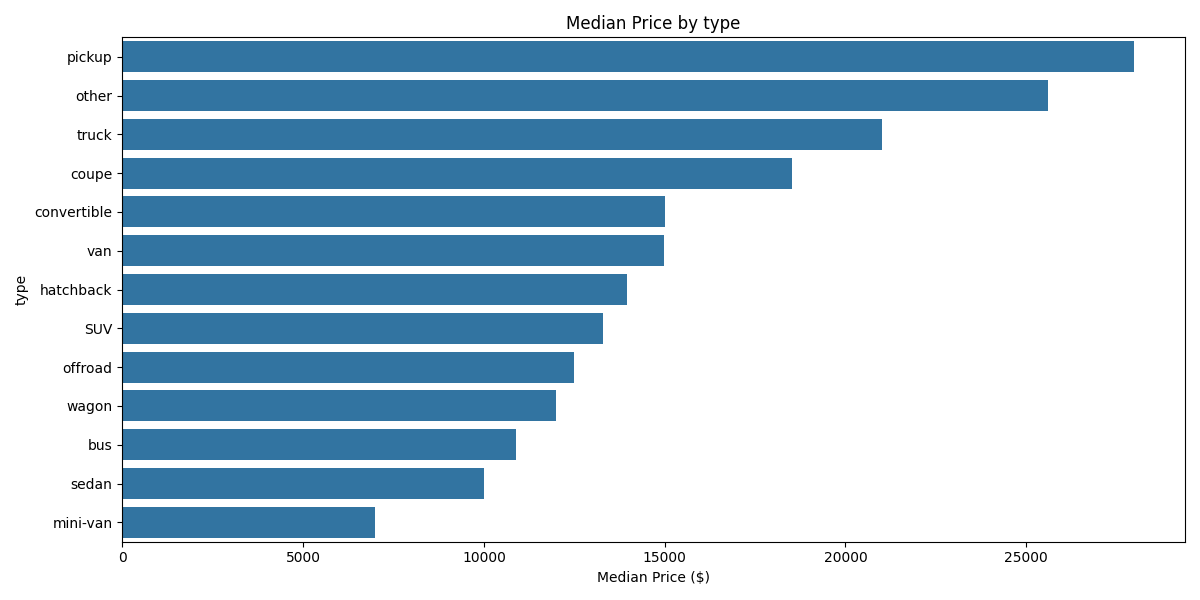 Median Price by type
pickup
other
truck
coupe
convertible
van
hatchback
SUV
offroad
wagon
bus
sedan
mini-van
type
0 5000 10000 15000 20000 25000
Median Price ($)